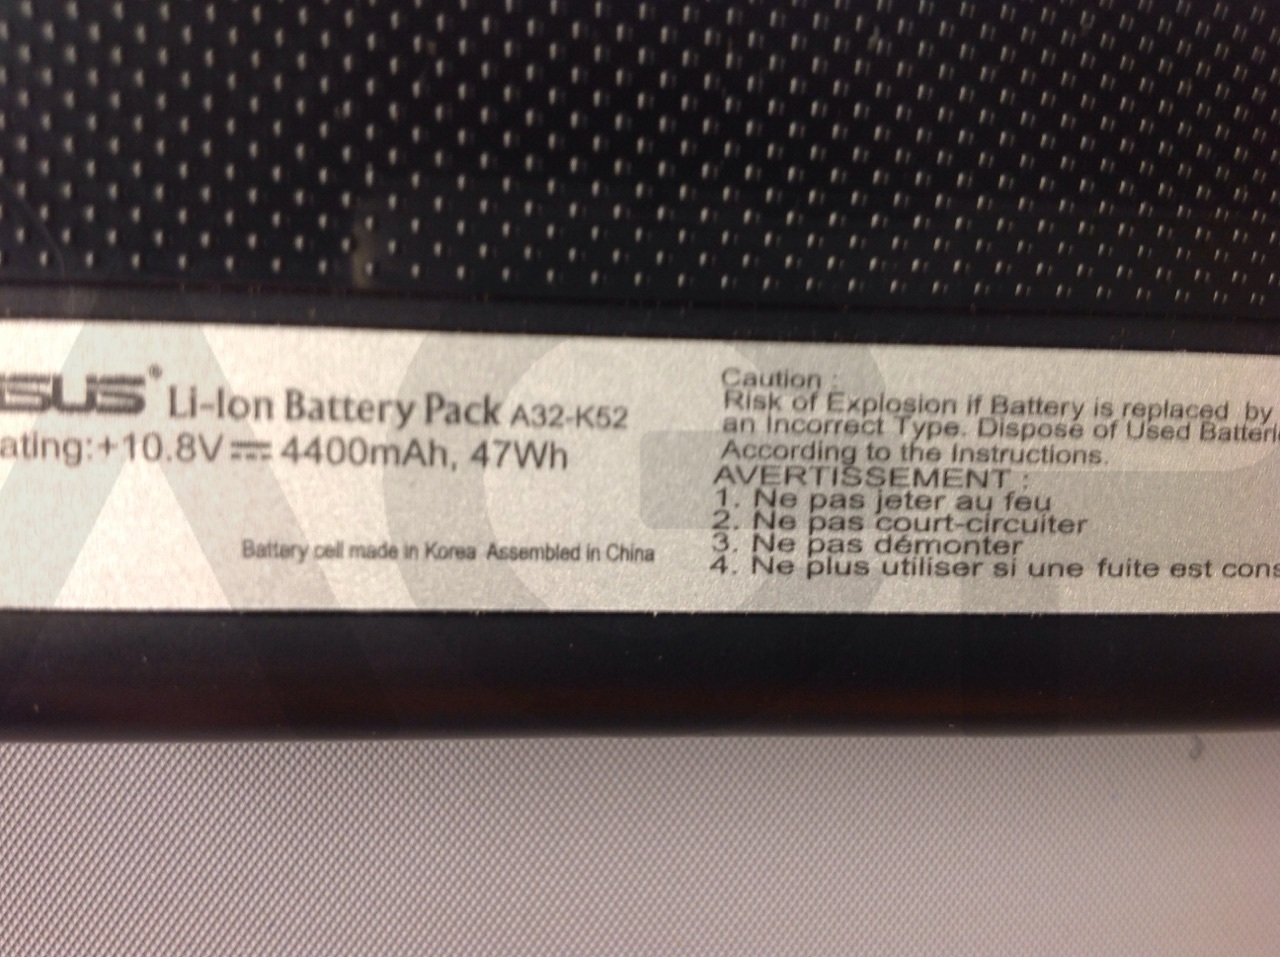 ISUS® Li-Ion Battery Pack A32-K52
ating:+10.8V⎓ 4400mAh, 47Wh
Battery cell made in Korea Assembled in China
Caution :
Risk of Explosion if Battery is replaced by
an Incorrect Type. Dispose of Used Batteri
According to the Instructions.
AVERTISSEMENT :
1. Ne pas jeter au feu
2. Ne pas court-circuiter
3. Ne pas démonter
4. Ne plus utiliser si une fuite est cons